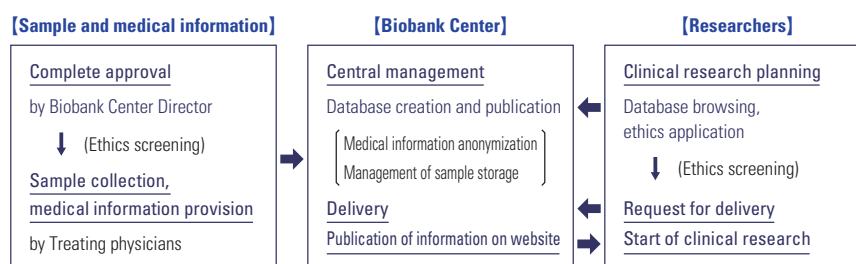 【Sample and medical information】
Complete approval
by Biobank Center Director
(Ethics screening)
Sample collection,
medical information provision
by Treating physicians
【Biobank Center】
Central management
Database creation and publication
Medical information anonymization
Management of sample storage
Delivery
Publication of information on website
【Researchers】
Clinical research planning
Database browsing,
ethics application
(Ethics screening)
Request for delivery
Start of clinical research